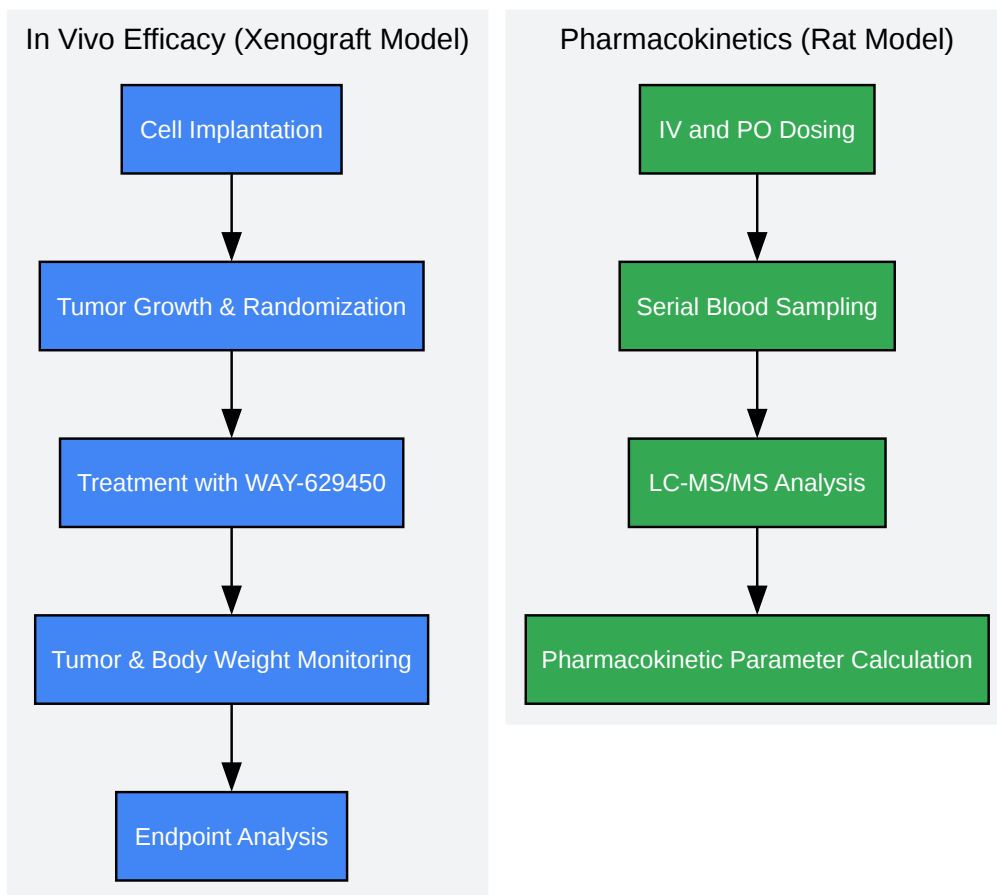 In Vivo Efficacy (Xenograft Model)
Cell Implantation
Tumor Growth & Randomization
Treatment with WAY-629450
Tumor & Body Weight Monitoring
Endpoint Analysis
Pharmacokinetics (Rat Model)
IV and PO Dosing
Serial Blood Sampling
LC-MS/MS Analysis
Pharmacokinetic Parameter Calculation